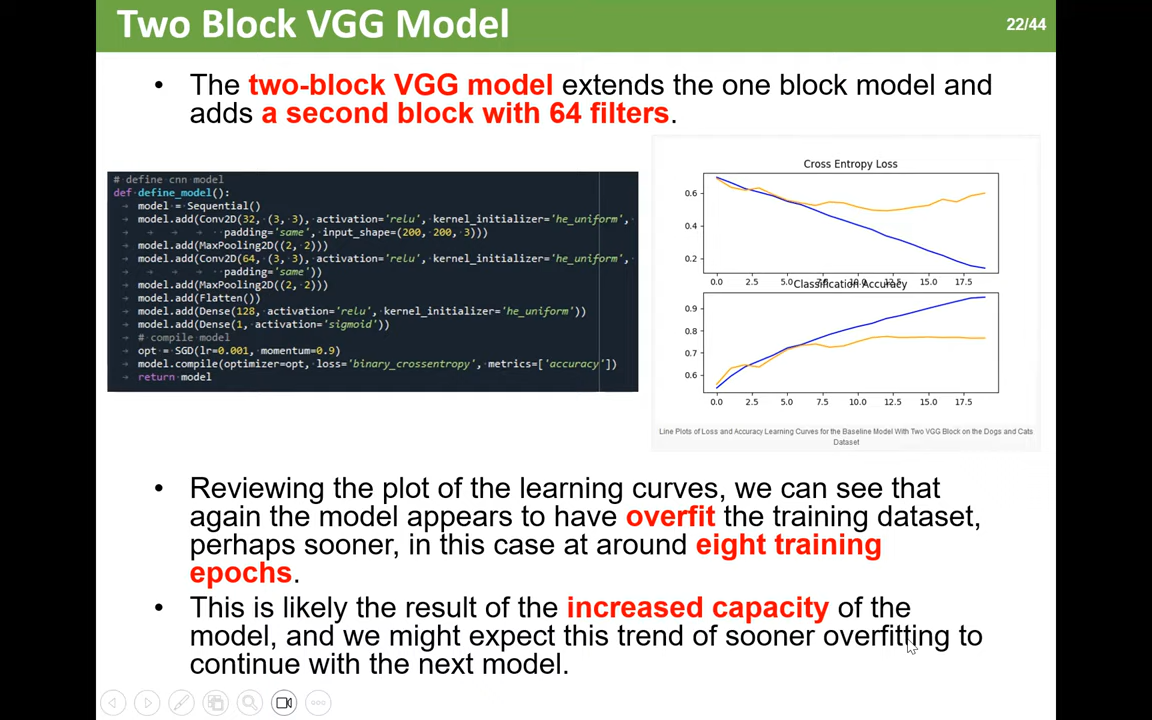 Two Block VGG Model
22/44
• The two-block VGG model extends the one block model and
adds a second block with 64 filters.
# define cnn model
def define_model():
model = Sequential()
model.add(Conv2D(32, (3, 3), activation='relu', kernel_initializer='he_uniform',
padding='same', input_shape=(200, 200, 3)))
model.add(MaxPooling2D((2, 2)))
model.add(Conv2D(64, (3, 3), activation='relu', kernel_initializer='he_uniform',
padding='same'))
model.add(MaxPooling2D((2, 2)))
model.add(Flatten())
model.add(Dense(128, activation='relu', kernel_initializer='he_uniform'))
model.add(Dense(1, activation='sigmoid'))
# compile model
opt = SGD(lr=0.001, momentum=0.9)
model.compile(optimizer=opt, loss='binary_crossentropy', metrics=['accuracy'])
return model
Cross Entropy Loss
0.6
0.4
0.2
0.0 2.5 5.0 7.5 10.0 12.5 15.0 17.5
Classification Accuracy
0.9
0.8
0.7
0.6
0.0 2.5 5.0 7.5 10.0 12.5 15.0 17.5
Line Plots of Loss and Accuracy Learning Curves for the Baseline Model With Two VGG Block on the Dogs and Cats
Dataset
• Reviewing the plot of the learning curves, we can see that
again the model appears to have overfit the training dataset,
perhaps sooner, in this case at around eight training
epochs.
• This is likely the result of the increased capacity of the
model, and we might expect this trend of sooner overfitting to
continue with the next model.